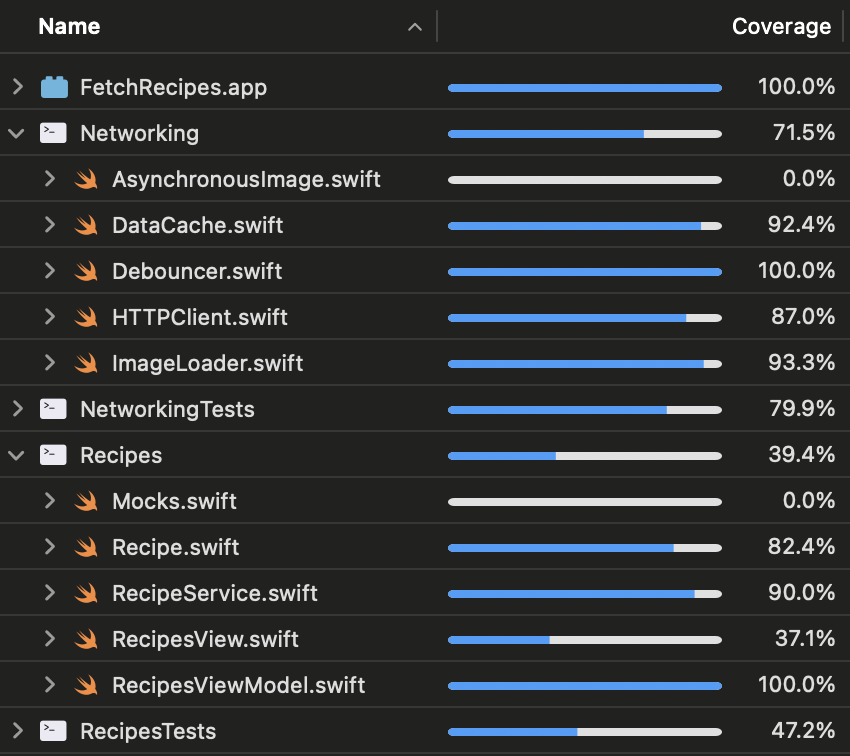 Name Coverage
FetchRecipes.app 100.0%
Networking 71.5%
AsynchronousImage.swift 0.0%
DataCache.swift 92.4%
Debouncer.swift 100.0%
HTTPClient.swift 87.0%
ImageLoader.swift 93.3%
NetworkingTests 79.9%
Recipes 39.4%
Mocks.swift 0.0%
Recipe.swift 82.4%
RecipeService.swift 90.0%
RecipesView.swift 37.1%
RecipesViewModel.swift 100.0%
RecipesTests 47.2%